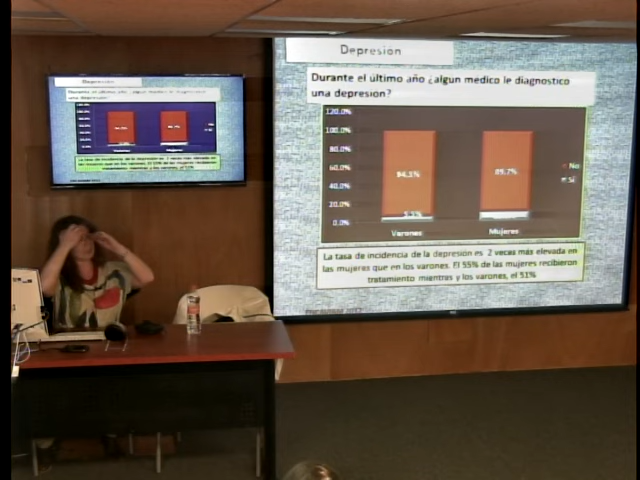 Depresion
Durante el último año ¿algun medico le diagnostico
una depresion?
120.0%
100.0%
80.0%
60.0%
40.0%
20.0%
0.0%
94.5%
89.7%
No
Si
Varones
Mujeres
La tasa de incidencia de la depresión es 2 veces más elevada en
las mujeres que en los varones. El 55% de las mujeres recibieron
tratamiento mientras y los varones, el 51%